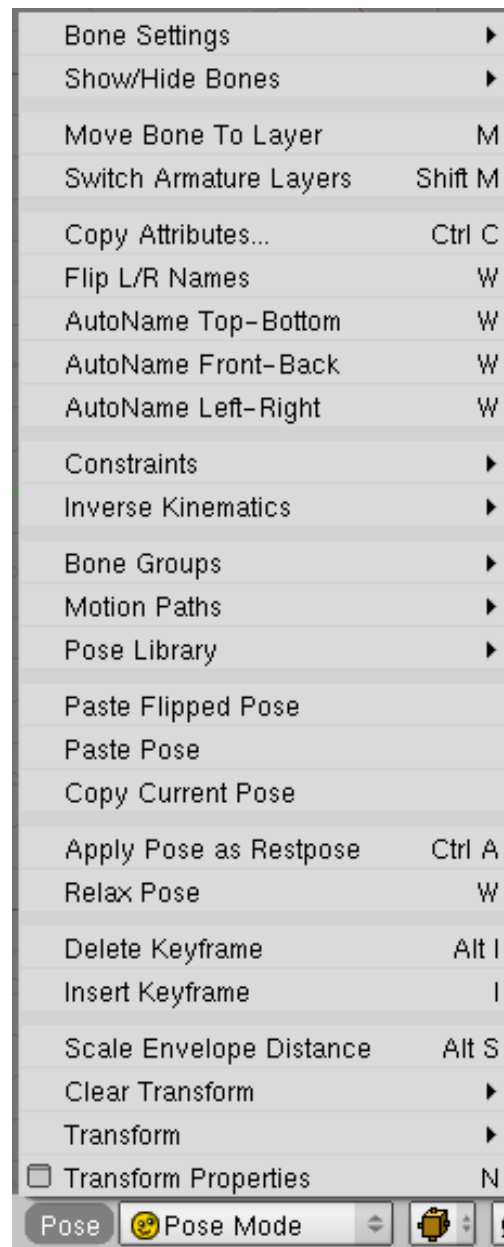 Bone Settings
Show/Hide Bones
Move Bone To Layer M
Switch Armature Layers Shift M
Copy Attributes... Ctrl C
Flip L/R Names W
AutoName Top-Bottom W
AutoName Front-Back W
AutoName Left-Right W
Constraints
Inverse Kinematics
Bone Groups
Motion Paths
Pose Library
Paste Flipped Pose
Paste Pose
Copy Current Pose
Apply Pose as Restpose Ctrl A
Relax Pose W
Delete Keyframe Alt I
Insert Keyframe I
Scale Envelope Distance Alt S
Clear Transform
Transform
Transform Properties N
Pose Pose Mode